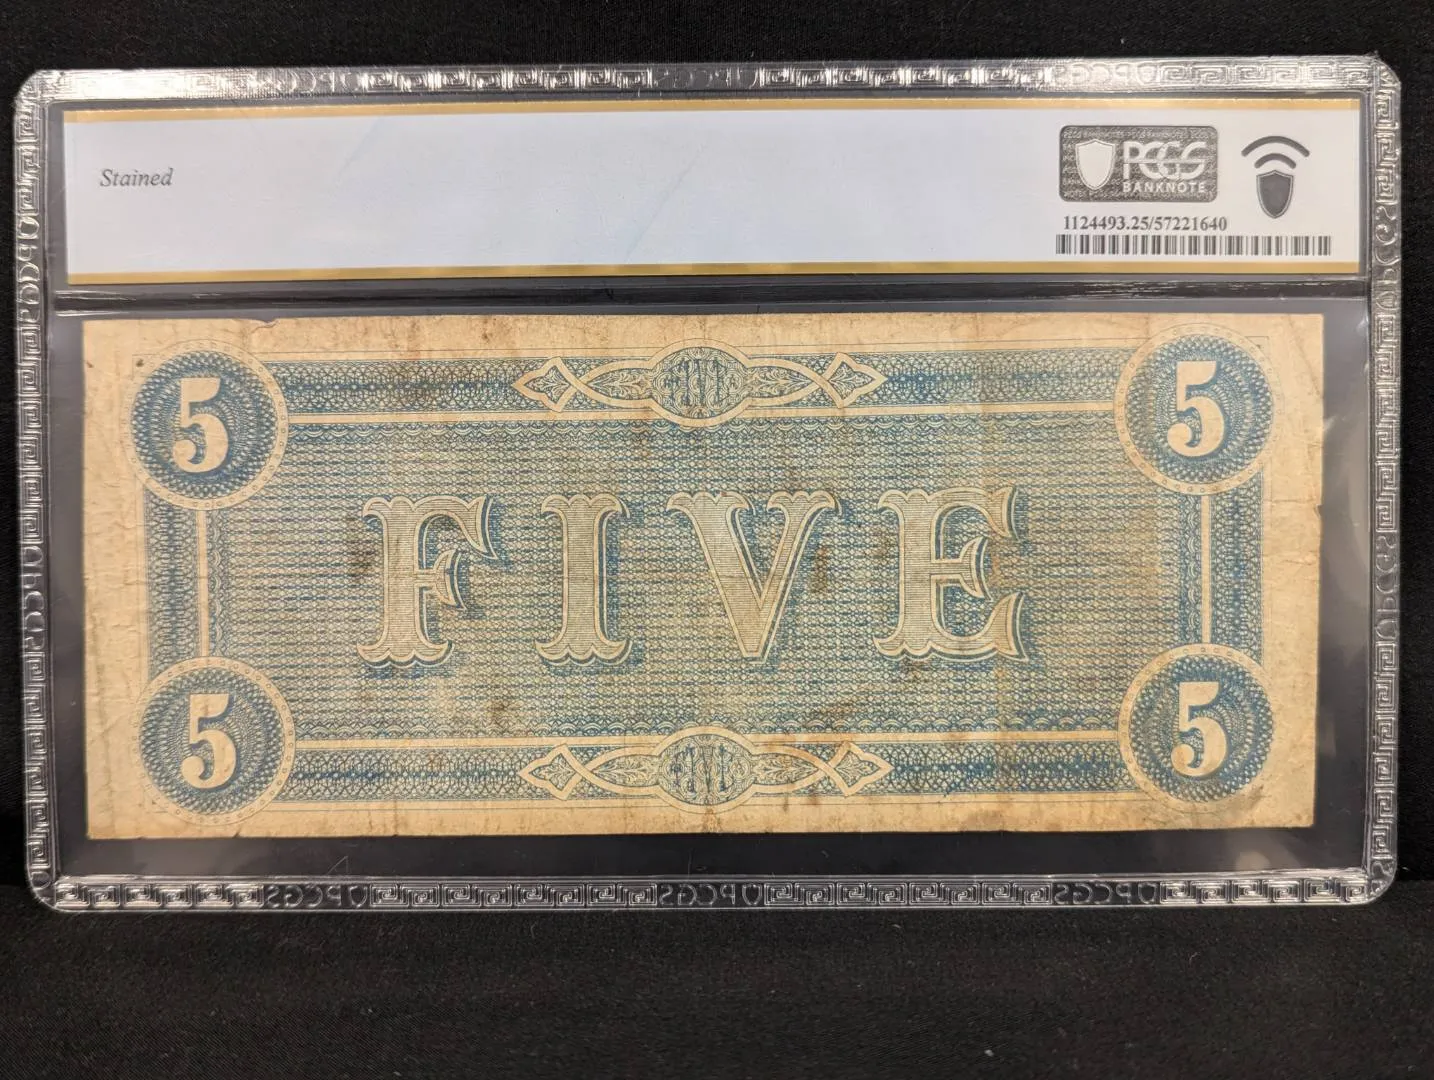 Stained
PCGS
BANKNOTE
1124493.25/57221640
5 5
FIVE
5 5